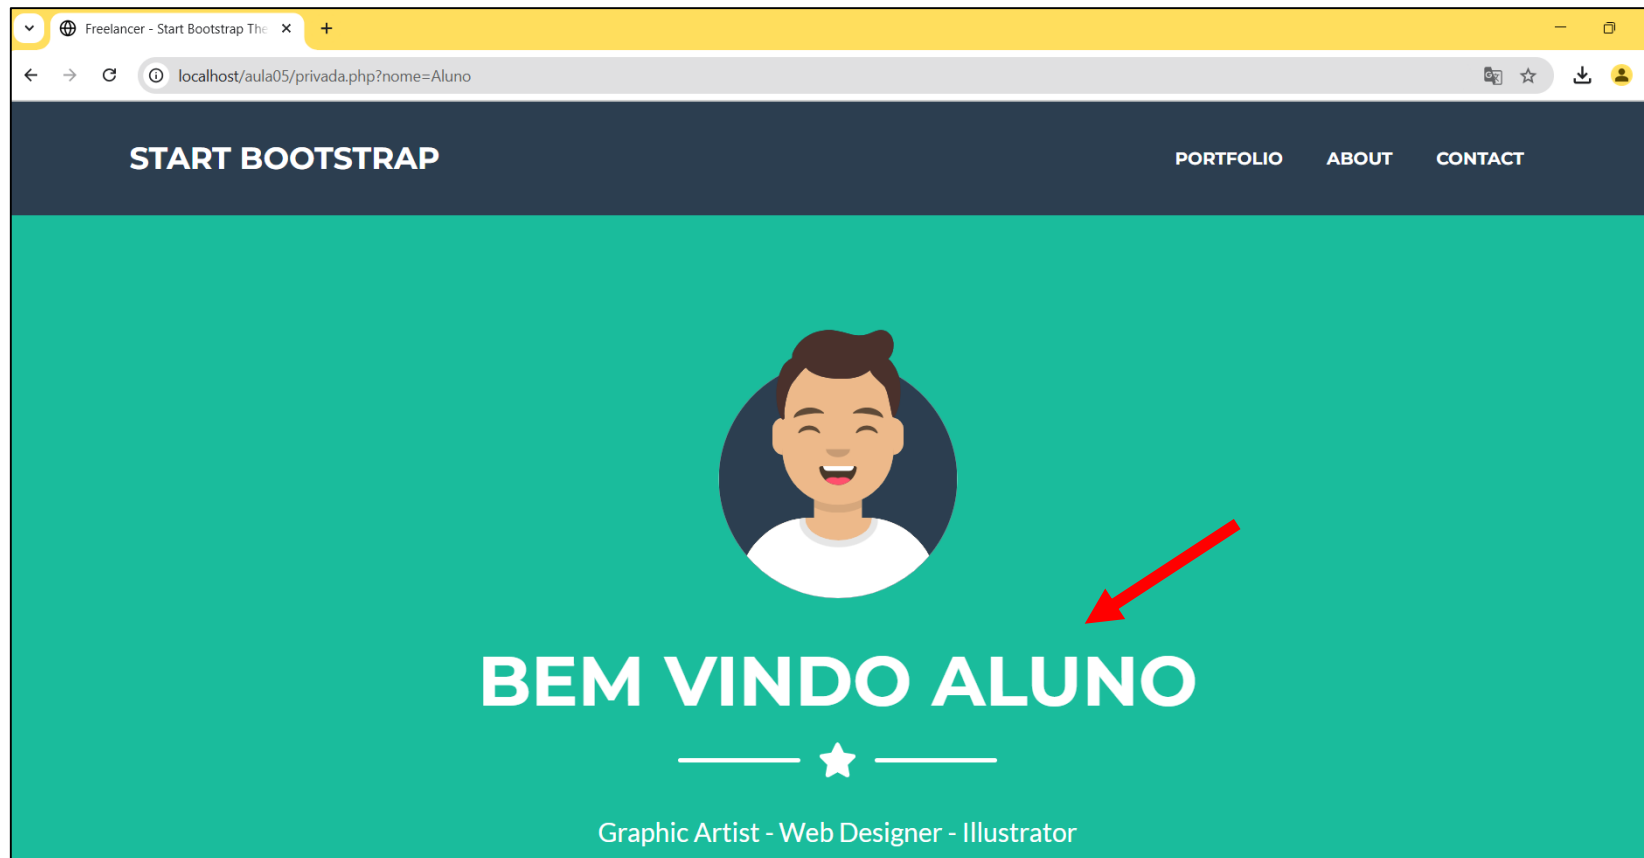 Freelancer - Start Bootstrap The
localhost/aula05/privada.php?nome=Aluno
START BOOTSTRAP
PORTFOLIO ABOUT CONTACT
BEM VINDO ALUNO
Graphic Artist - Web Designer - Illustrator